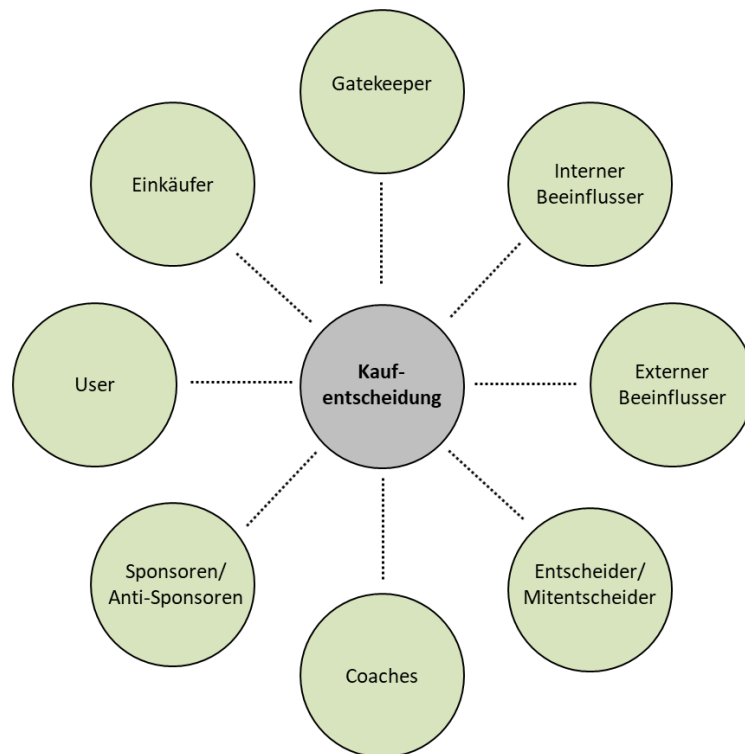 Gatekeeper
Interner
Beeinflusser
Externer
Beeinflusser
Entscheider/
Mitentscheider
Coaches
Sponsoren/
Anti-Sponsoren
User
Einkäufer
Kauf-
entscheidung